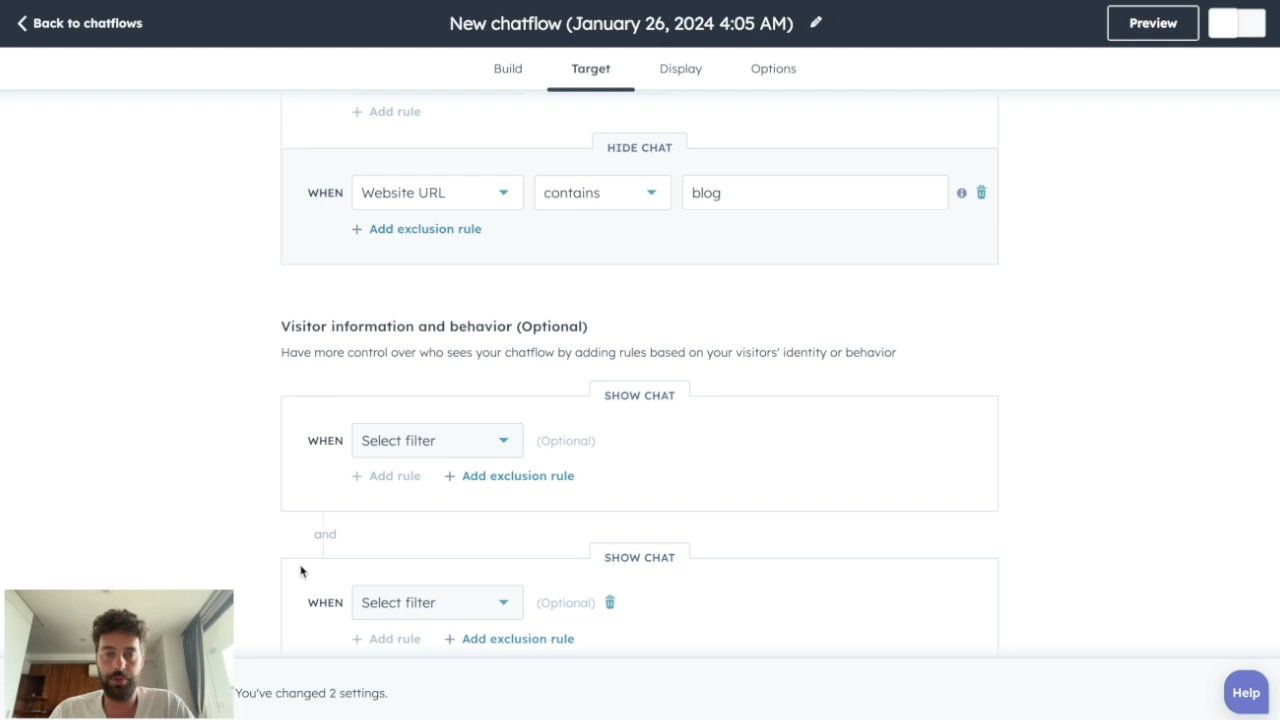 Back to chatflows
New chatflow (January 26, 2024 4:05 AM)
Preview
Build
Target
Display
Options
+ Add rule
HIDE CHAT
WHEN Website URL contains blog
+ Add exclusion rule
Visitor information and behavior (Optional)
Have more control over who sees your chatflow by adding rules based on your visitors' identity or behavior
SHOW CHAT
WHEN Select filter (Optional)
+ Add rule + Add exclusion rule
and
SHOW CHAT
WHEN Select filter (Optional)
+ Add rule + Add exclusion rule
You've changed 2 settings.
Help